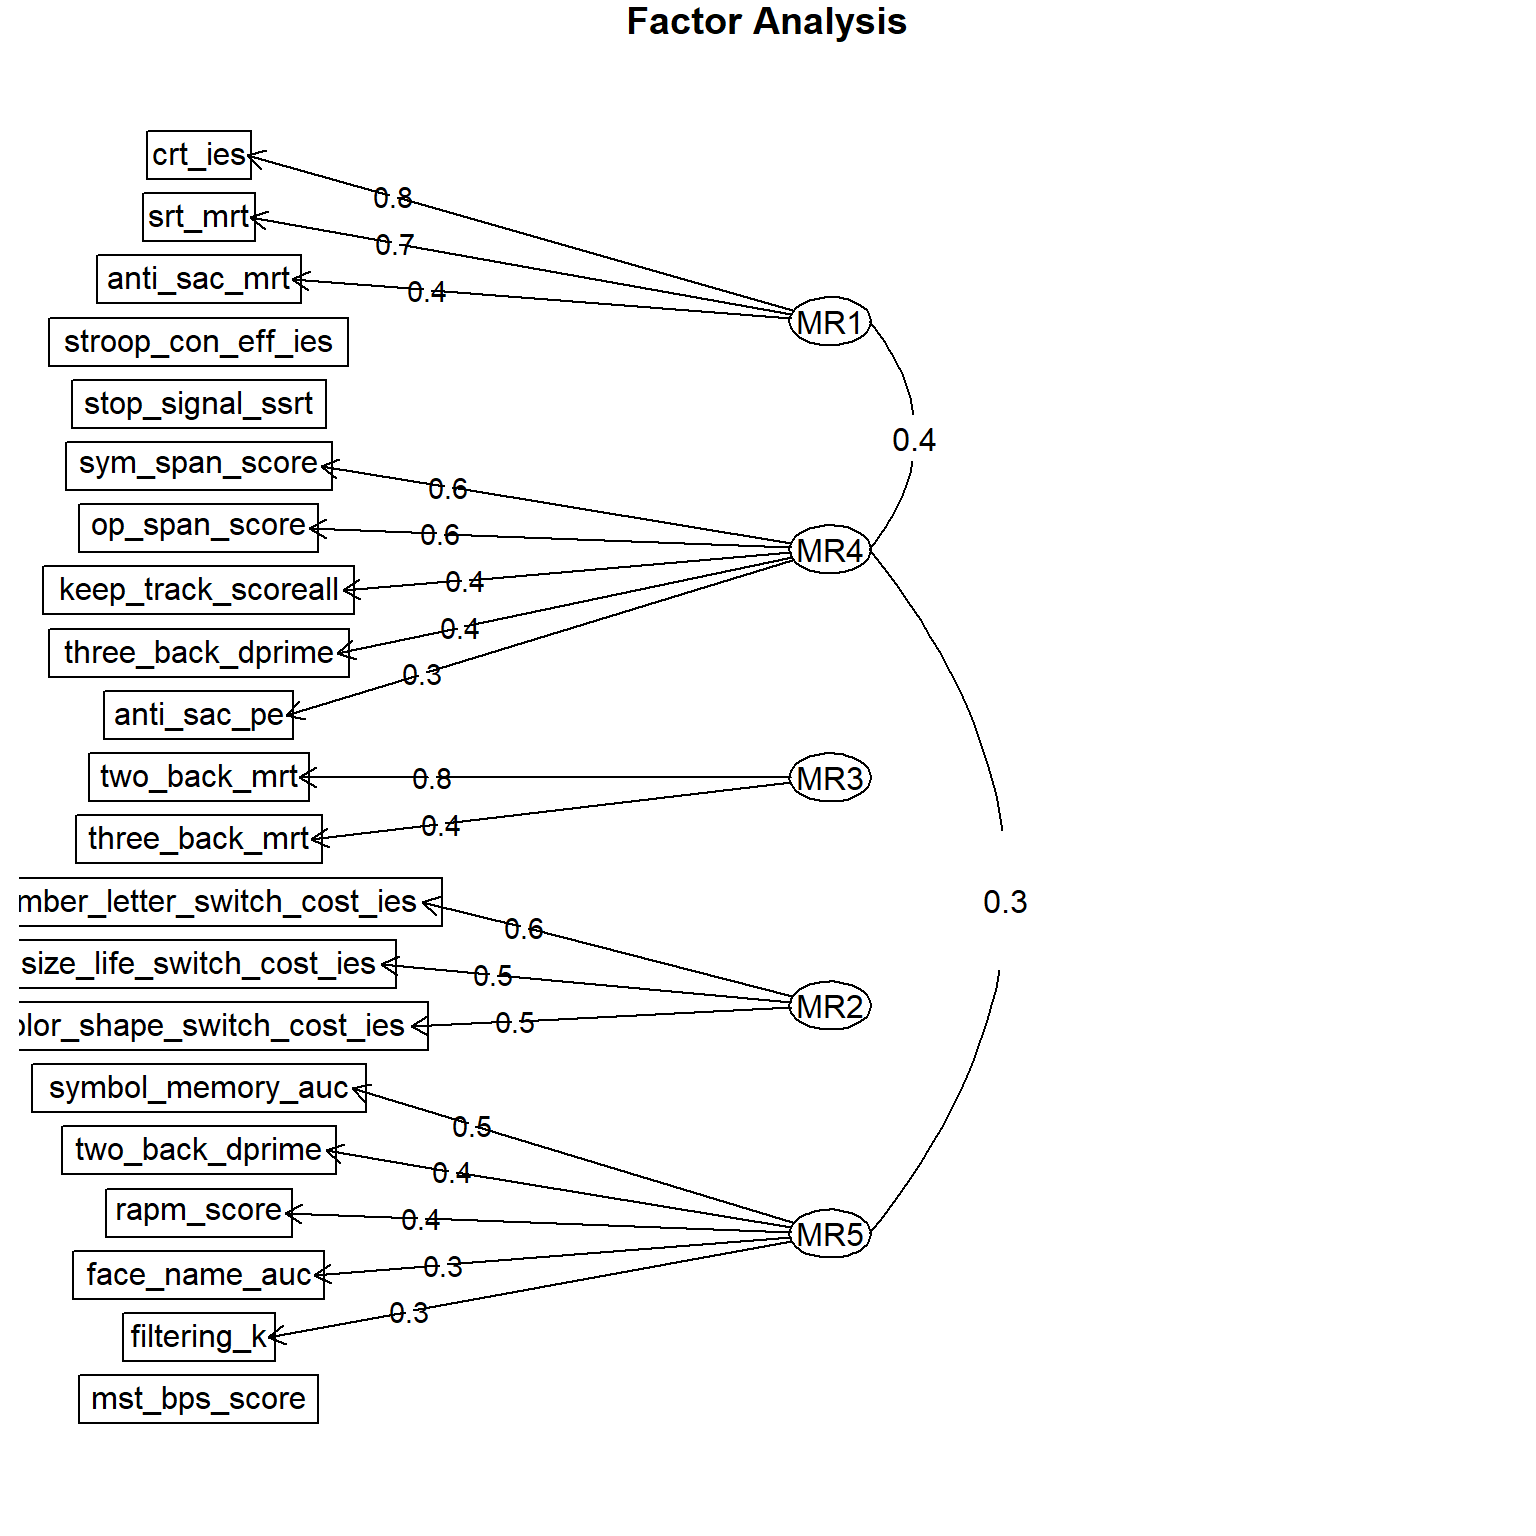 Factor Analysis
crt_ies
0.8
srt_mrt
0.7
anti_sac_mrt
0.4
MR1
stroop_con_eff_ies
stop_signal_ssrt
0.4
sym_span_score
0.6
op_span_score
0.6
MR4
keep_track_scoreall
0.4
three_back_dprime
0.4
anti_sac_pe
0.3
two_back_mrt
0.8
MR3
three_back_mrt
0.4
mber_letter_switch_cost_ies
0.6
0.3
size_life_switch_cost_ies
0.5
MR2
olor_shape_switch_cost_ies
0.5
symbol_memory_auc
0.5
two_back_dprime
0.4
rapm_score
0.4
MR5
face_name_auc
0.3
filtering_k
0.3
mst_bps_score